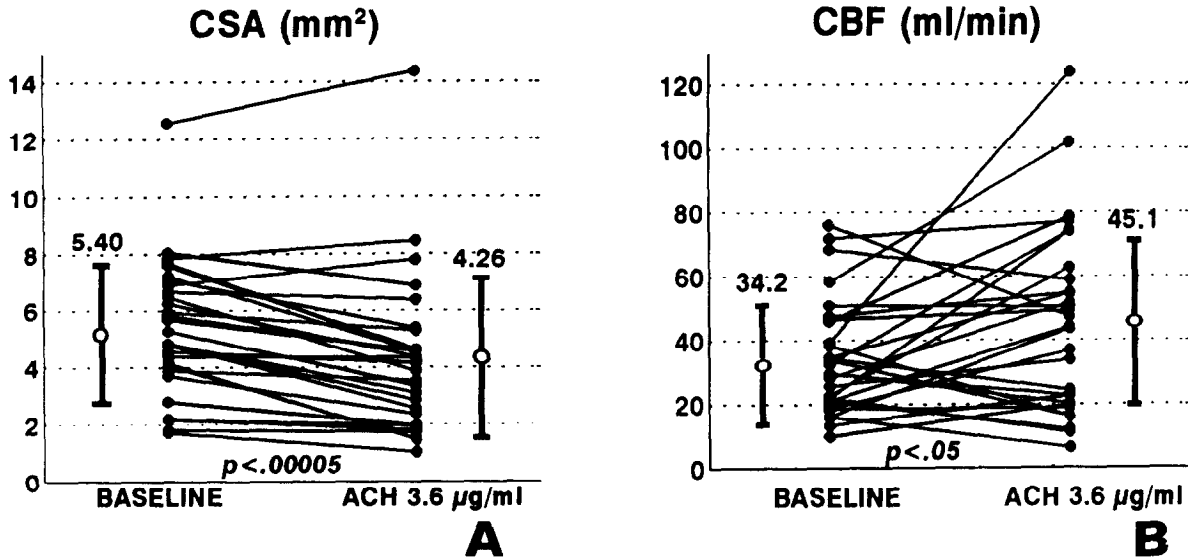 CSA (mm²)
14
12
10
8
6
4
2
0
5.40
4.26
p<.00005
BASELINE
ACH 3.6 µg/ml
A
CBF (ml/min)
120
100
80
60
40
20
0
34.2
45.1
p<.05
BASELINE
ACH 3.6 µg/ml
B